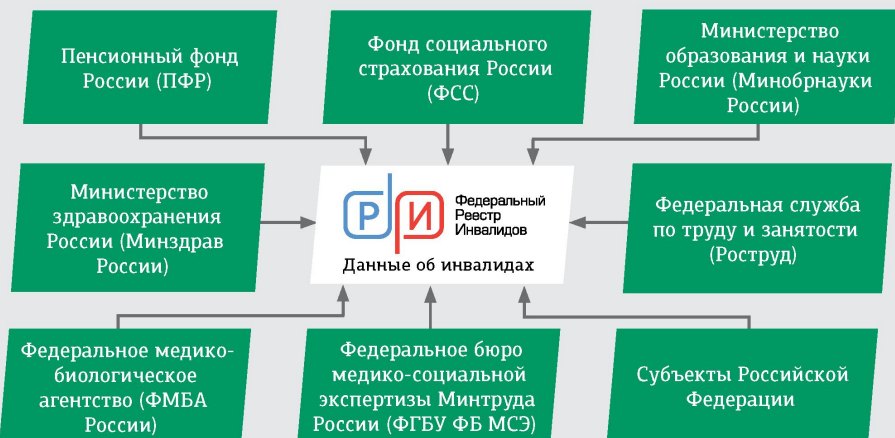 Пенсионный фонд
России (ПФР)
Фонд социального
страхования России
(ФСС)
Министерство
образования и науки
России (Минобрнауки
России)
Министерство
здравоохранения
России (Минздрав
России)
РИ
Федеральный
Реестр
Инвалидов
Данные об инвалидах
Федеральная служба
по труду и занятости
(Роструд)
Федеральное медико-
биологическое
агентство (ФМБА
России)
Федеральное бюро
медико-социальной
экспертизы Минтруда
России (ФГБУ ФБ МСЭ)
Субъекты Российской
Федерации